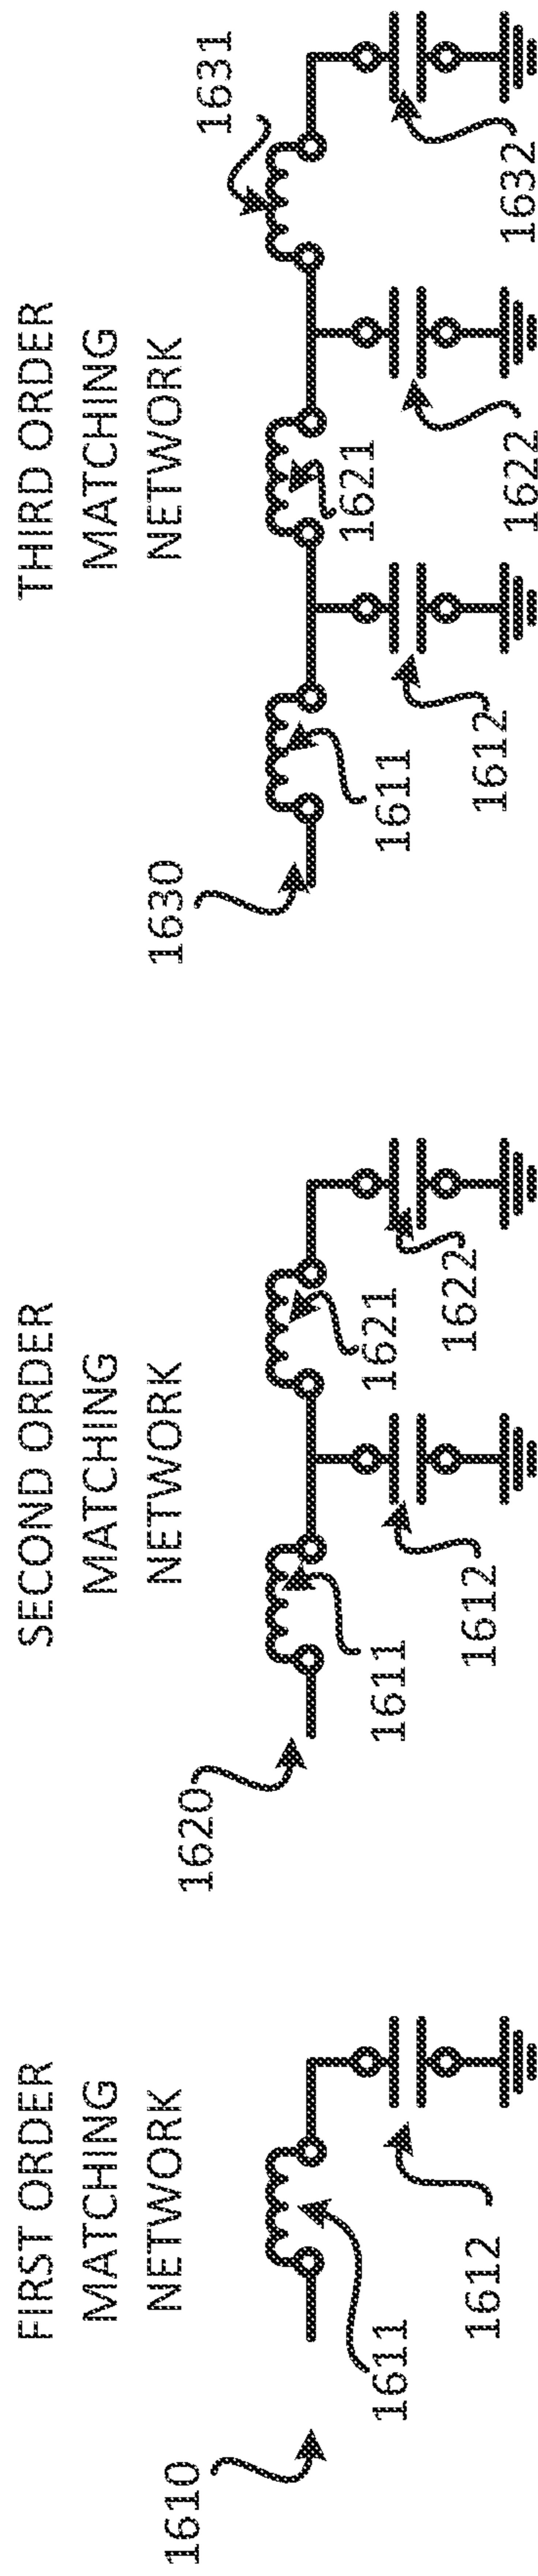 FIRST ORDER
MATCHING
NETWORK
1610
1611
1612
SECOND ORDER
MATCHING
NETWORK
1620
1611
1612
1621
1622
THIRD ORDER
MATCHING
NETWORK
1630
1611
1612
1621
1622
1631
1632